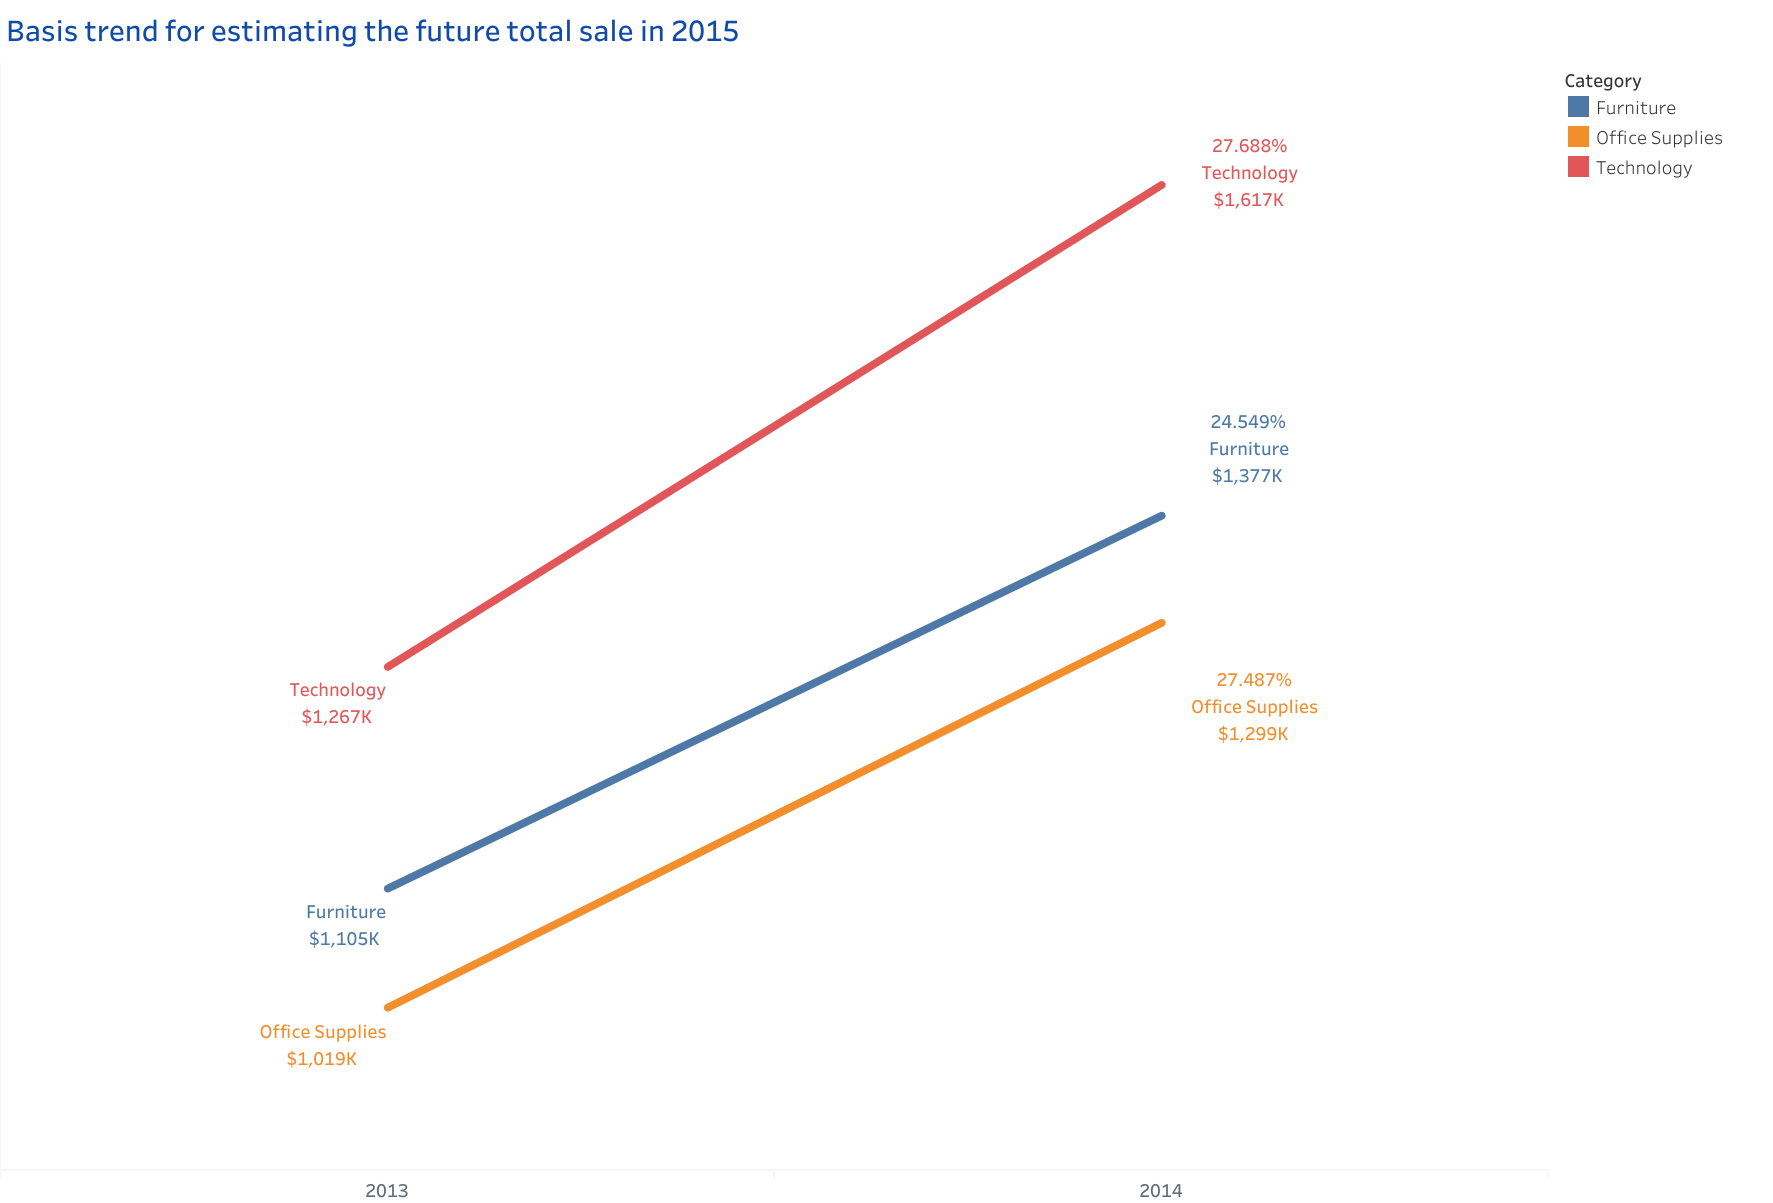 Basis trend for estimating the future total sale in 2015
Category
Furniture
Office Supplies
Technology
27.688%
Technology
$1,617K
24.549%
Furniture
$1,377K
27.487%
Office Supplies
$1,299K
Technology
$1,267K
Furniture
$1,105K
Office Supplies
$1,019K
2013
2014